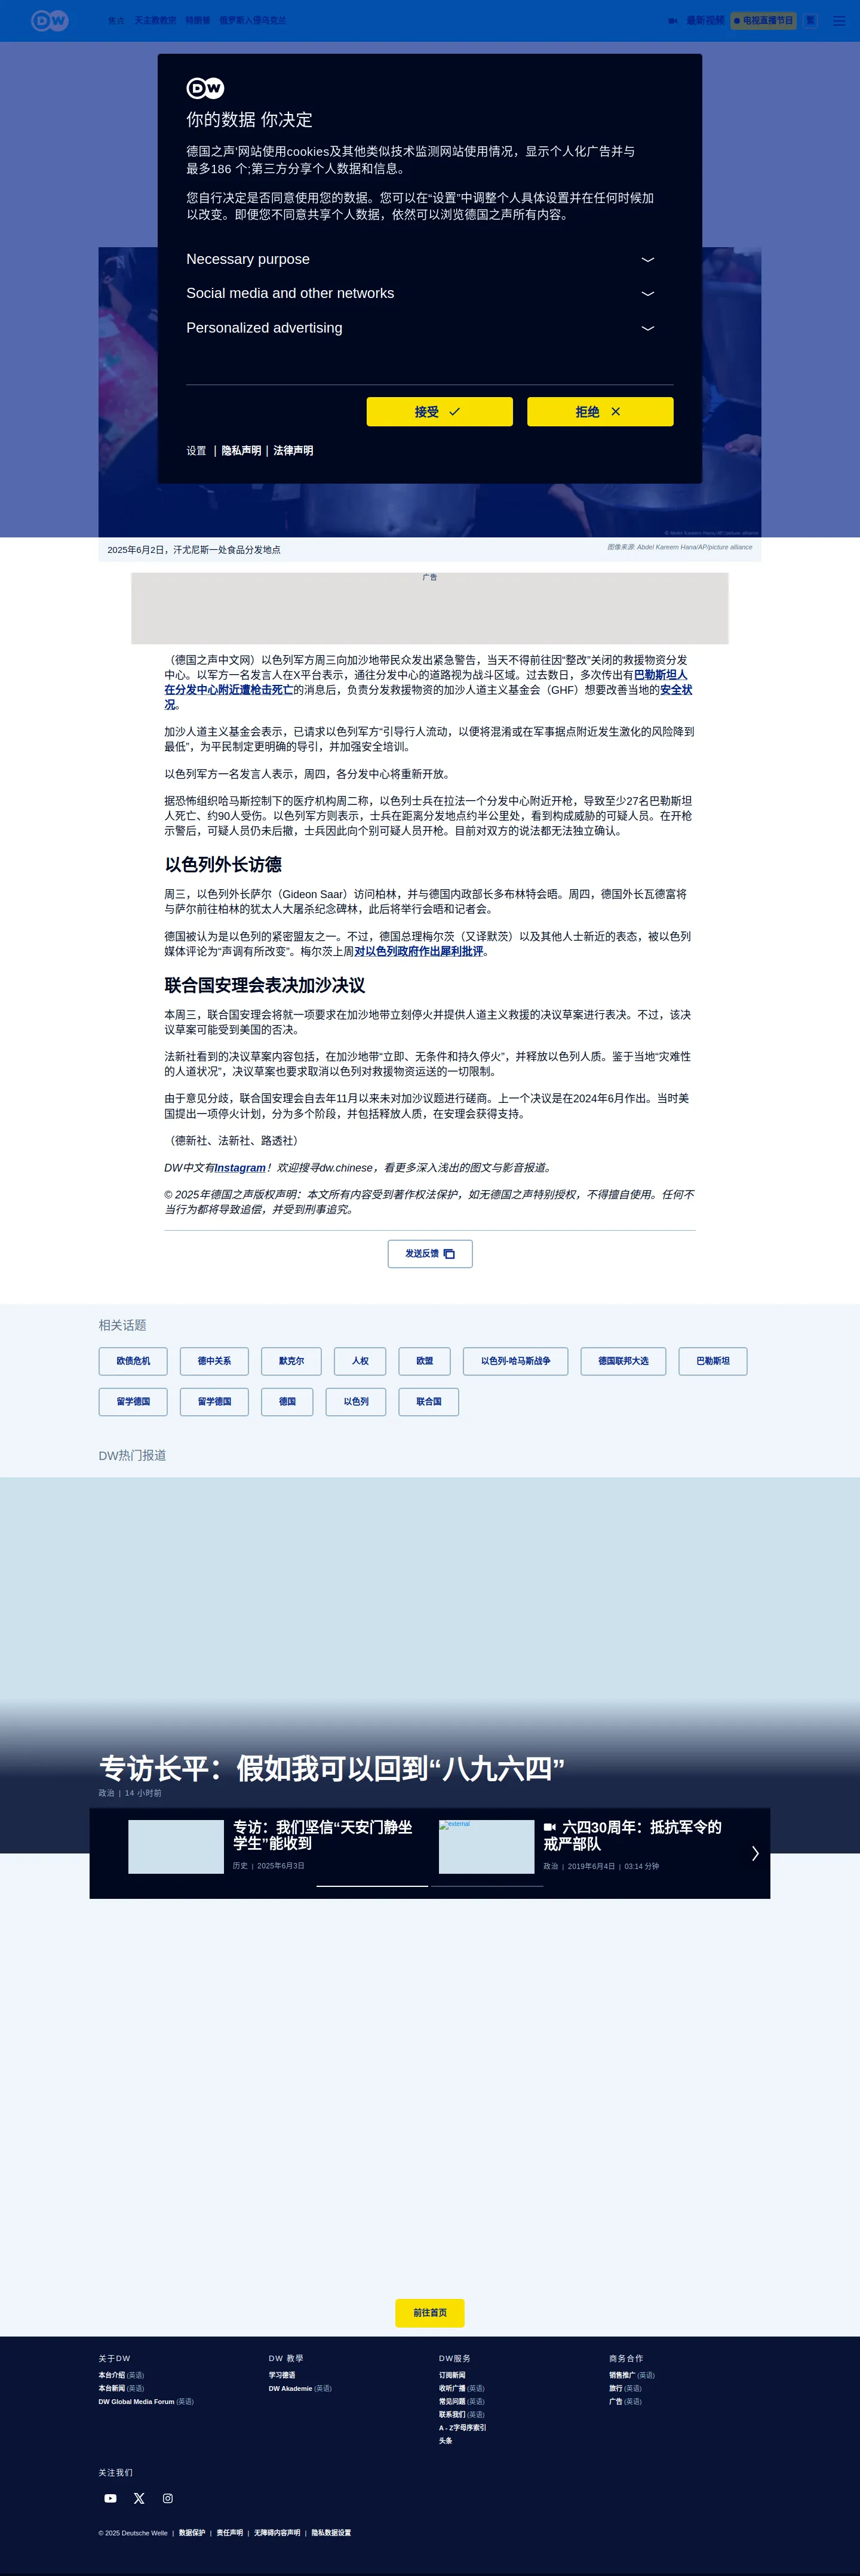 DW 焦点 天主教教宗 特朗普 俄罗斯入侵乌克兰 最新视频 电视直播节目 繁
DW
你的数据 你决定
德国之声'网站使用cookies及其他类似技术监测网站使用情况，显示个人化广告并与
最多186 个;第三方分享个人数据和信息。
您自行决定是否同意使用您的数据。您可以在“设置”中调整个人具体设置并在任何时候加
以改变。即便您不同意共享个人数据，依然可以浏览德国之声所有内容。
Necessary purpose
Social media and other networks
Personalized advertising
接受 拒绝
设置 | 隐私声明 | 法律声明
2025年6月2日，汗尤尼斯一处食品分发地点
图像来源: Abdel Kareem Hana/AP/picture alliance
广告
（德国之声中文网）以色列军方周三向加沙地带民众发出紧急警告，当天不得前往因“整改”关闭的救援物资分发
中心。以军方一名发言人在X平台表示，通往分发中心的道路视为战斗区域。过去数日，多次传出有巴勒斯坦人
在分发中心附近遭枪击死亡的消息后，负责分发救援物资的加沙人道主义基金会（GHF）想要改善当地的安全状
况。
加沙人道主义基金会表示，已请求以色列军方“引导行人流动，以便将混淆或在军事据点附近发生激化的风险降到
最低”，为平民制定更明确的导引，并加强安全培训。
以色列军方一名发言人表示，周四，各分发中心将重新开放。
据恐怖组织哈马斯控制下的医疗机构周二称，以色列士兵在拉法一个分发中心附近开枪，导致至少27名巴勒斯坦
人死亡、约90人受伤。以色列军方则表示，士兵在距离分发地点约半公里处，看到构成威胁的可疑人员。在开枪
示警后，可疑人员仍未后撤，士兵因此向个别可疑人员开枪。目前对双方的说法都无法独立确认。
以色列外长访德
周三，以色列外长萨尔（Gideon Saar）访问柏林，并与德国内政部长多布林特会晤。周四，德国外长瓦德富将
与萨尔前往柏林的犹太人大屠杀纪念碑林，此后将举行会晤和记者会。
德国被认为是以色列的紧密盟友之一。不过，德国总理梅尔茨（又译默茨）以及其他人士新近的表态，被以色列
媒体评论为“声调有所改变”。梅尔茨上周对以色列政府作出犀利批评。
联合国安理会表决加沙决议
本周三，联合国安理会将就一项要求在加沙地带立刻停火并提供人道主义救援的决议草案进行表决。不过，该决
议草案可能受到美国的否决。
法新社看到的决议草案内容包括，在加沙地带“立即、无条件和持久停火”，并释放以色列人质。鉴于当地“灾难性
的人道状况”，决议草案也要求取消以色列对救援物资运送的一切限制。
由于意见分歧，联合国安理会自去年11月以来未对加沙议题进行磋商。上一个决议是在2024年6月作出。当时美
国提出一项停火计划，分为多个阶段，并包括释放人质，在安理会获得支持。
（德新社、法新社、路透社）
DW中文有Instagram！欢迎搜寻dw.chinese，看更多深入浅出的图文与影音报道。
© 2025年德国之声版权声明：本文所有内容受到著作权法保护，如无德国之声特别授权，不得擅自使用。任何不
当行为都将导致追偿，并受到刑事追究。
发送反馈
相关话题
欧债危机 德中关系 默克尔 人权 欧盟 以色列-哈马斯战争 德国联邦大选 巴勒斯坦
留学德国 留学德国 德国 以色列 联合国
DW热门报道
专访长平：假如我可以回到“八九六四”
政治 | 14 小时前
专访：我们坚信“天安门静坐
学生”能收到
历史 | 2025年6月3日
external
六四30周年：抵抗军令的
戒严部队
政治 | 2019年6月4日 | 03:14 分钟
前往首页
关于DW
本台介绍 (英语)
本台新闻 (英语)
DW Global Media Forum (英语)
DW 教學
学习德语
DW Akademie (英语)
DW服务
订阅新闻
收听广播 (英语)
常见问题 (英语)
联系我们 (英语)
A - Z字母序索引
头条
商务合作
销售推广 (英语)
旅行 (英语)
广告 (英语)
关注我们
© 2025 Deutsche Welle | 数据保护 | 责任声明 | 无障碍内容声明 | 隐私数据设置